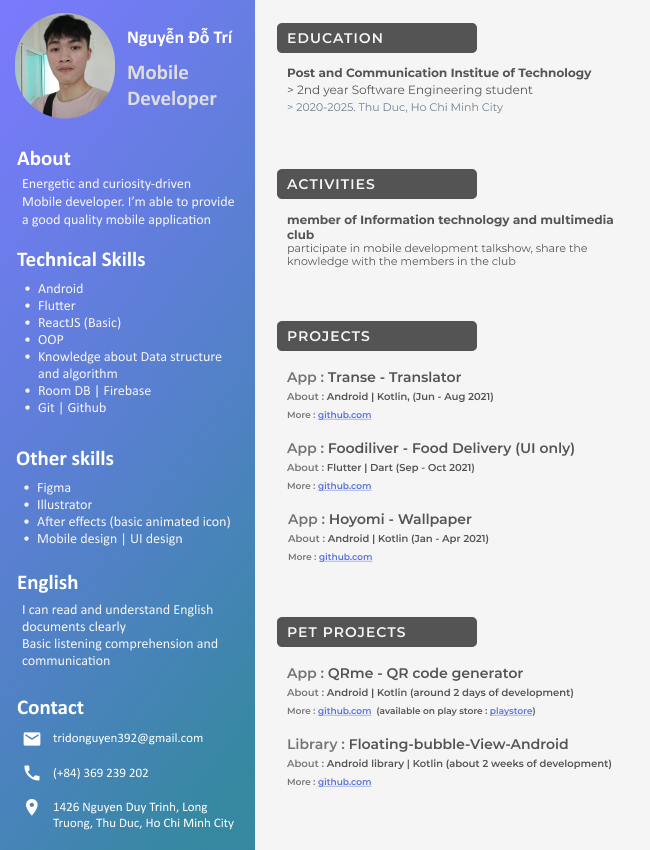 Nguyễn Đỗ Trí
Mobile
Developer
About
Energetic and curiosity-driven
Mobile developer. I'm able to provide
a good quality mobile application
Technical Skills
• Android
• Flutter
• ReactJS (Basic)
• OOP
• Knowledge about Data structure
and algorithm
• Room DB | Firebase
• Git | Github
Other skills
• Figma
• Illustrator
• After effects (basic animated icon)
• Mobile design | UI design
English
I can read and understand English
documents clearly
Basic listening comprehension and
communication
Contact
tridonguyen392@gmail.com
(+84) 369 239 202
1426 Nguyen Duy Trinh, Long
Truong, Thu Duc, Ho Chi Minh City
EDUCATION
Post and Communication Institue of Technology
> 2nd year Software Engineering student
> 2020-2025. Thu Duc, Ho Chi Minh City
ACTIVITIES
member of Information technology and multimedia
club
participate in mobile development talkshow, share the
knowledge with the members in the club
PROJECTS
App : Transe - Translator
About : Android | Kotlin, (Jun - Aug 2021)
More : github.com
App : Foodiliver - Food Delivery (UI only)
About : Flutter | Dart (Sep - Oct 2021)
More : github.com
App : Hoyomi - Wallpaper
About : Android | Kotlin (Jan - Apr 2021)
More : github.com
PET PROJECTS
App : QRme - QR code generator
About : Android | Kotlin (around 2 days of development)
More : github.com (available on play store : playstore)
Library : Floating-bubble-View-Android
About : Android library | Kotlin (about 2 weeks of development)
More : github.com